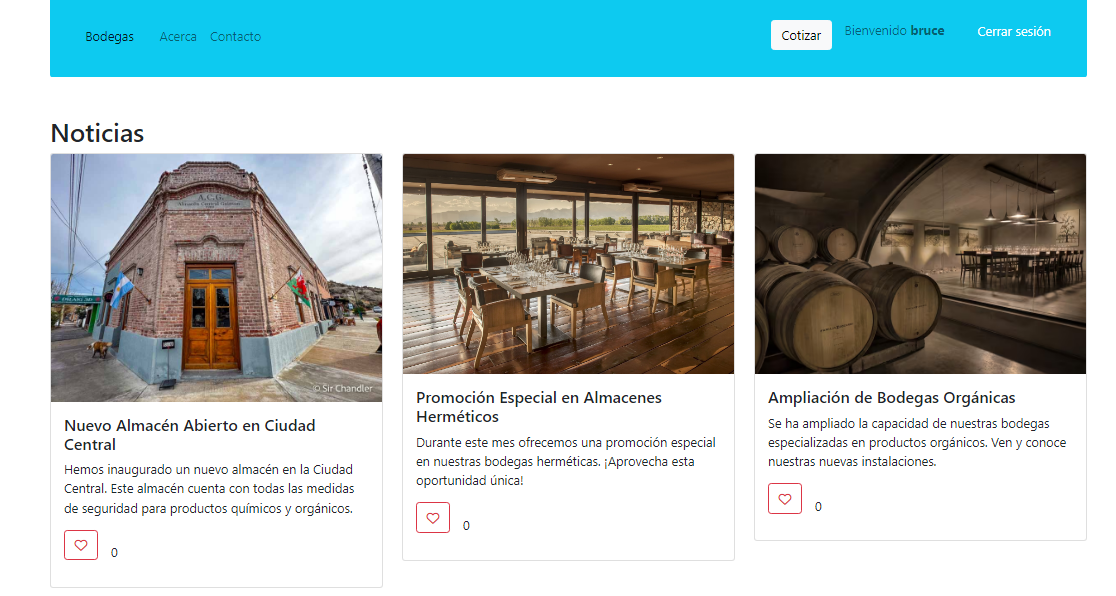 Bodegas Acerca Contacto Cotizar Bienvenido bruce Cerrar sesión
Noticias
A.C.G.
© Sir Chandler
Nuevo Almacén Abierto en Ciudad
Central
Hemos inaugurado un nuevo almacén en la Ciudad
Central. Este almacén cuenta con todas las medidas
de seguridad para productos químicos y orgánicos.
0
Promoción Especial en Almacenes
Herméticos
Durante este mes ofrecemos una promoción especial
en nuestras bodegas herméticas. ¡Aprovecha esta
oportunidad única!
0
Ampliación de Bodegas Orgánicas
Se ha ampliado la capacidad de nuestras bodegas
especializadas en productos orgánicos. Ven y conoce
nuestras nuevas instalaciones.
0